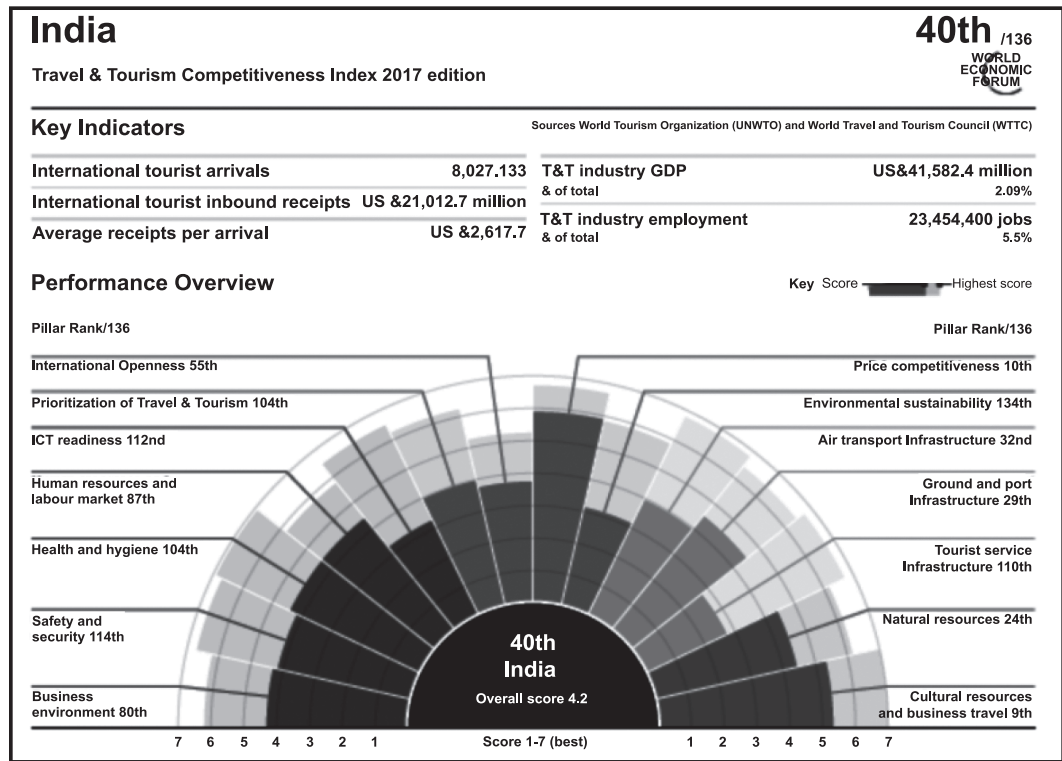 India
40th /136
WORLD
ECONOMIC
FORUM
Travel & Tourism Competitiveness Index 2017 edition
Key Indicators
Sources World Tourism Organization (UNWTO) and World Travel and Tourism Council (WTTC)
International tourist arrivals 8,027.133
International tourist inbound receipts US &21,012.7 million
Average receipts per arrival US &2,617.7
T&T industry GDP US&41,582.4 million
& of total 2.09%
T&T industry employment 23,454,400 jobs
& of total 5.5%
Performance Overview
Key Score Highest score
Pillar Rank/136
International Openness 55th
Prioritization of Travel & Tourism 104th
ICT readiness 112nd
Human resources and
labour market 87th
Health and hygiene 104th
Safety and
security 114th
Business
environment 80th
Pillar Rank/136
Price competitiveness 10th
Environmental sustainability 134th
Air transport Infrastructure 32nd
Ground and port
Infrastructure 29th
Tourist service
Infrastructure 110th
Natural resources 24th
Cultural resources
and business travel 9th
40th
India
Overall score 4.2
7 6 5 4 3 2 1 Score 1-7 (best) 1 2 3 4 5 6 7